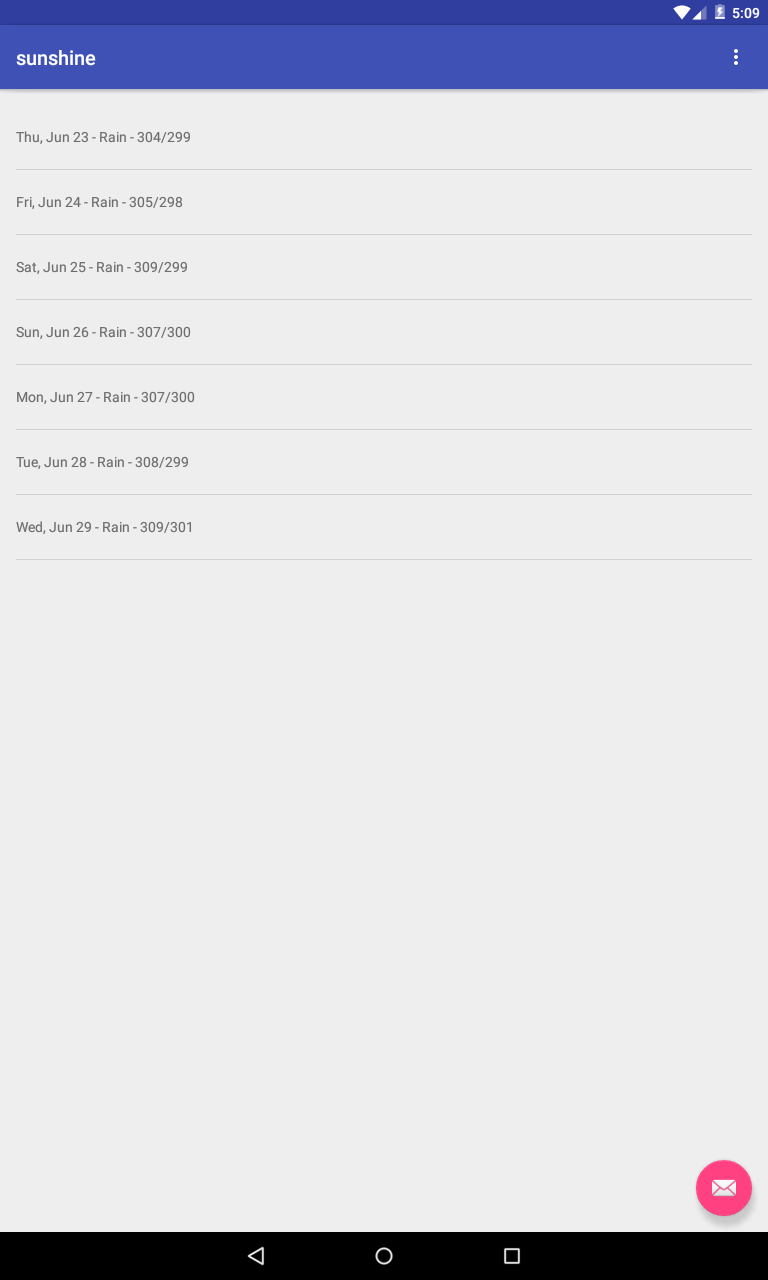 5:09
sunshine
Thu, Jun 23 - Rain - 304/299
Fri, Jun 24 - Rain - 305/298
Sat, Jun 25 - Rain - 309/299
Sun, Jun 26 - Rain - 307/300
Mon, Jun 27 - Rain - 307/300
Tue, Jun 28 - Rain - 308/299
Wed, Jun 29 - Rain - 309/301